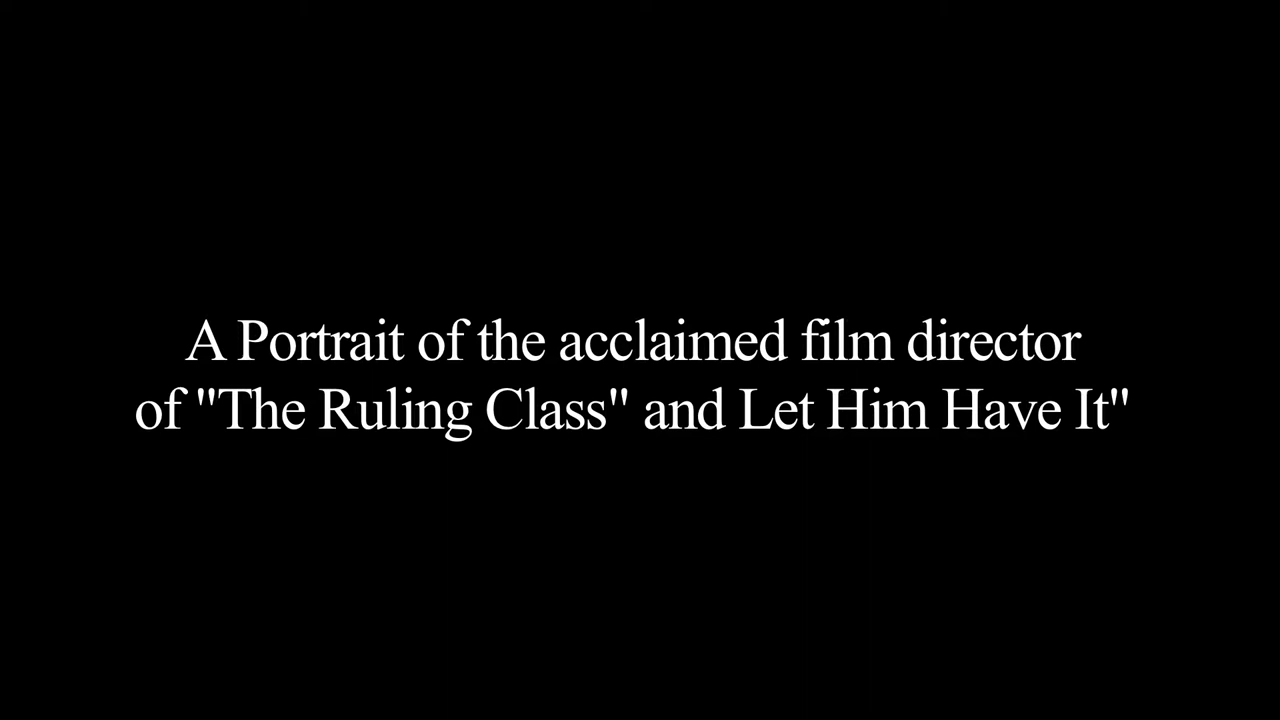 A Portrait of the acclaimed film director
of "The Ruling Class" and Let Him Have It"